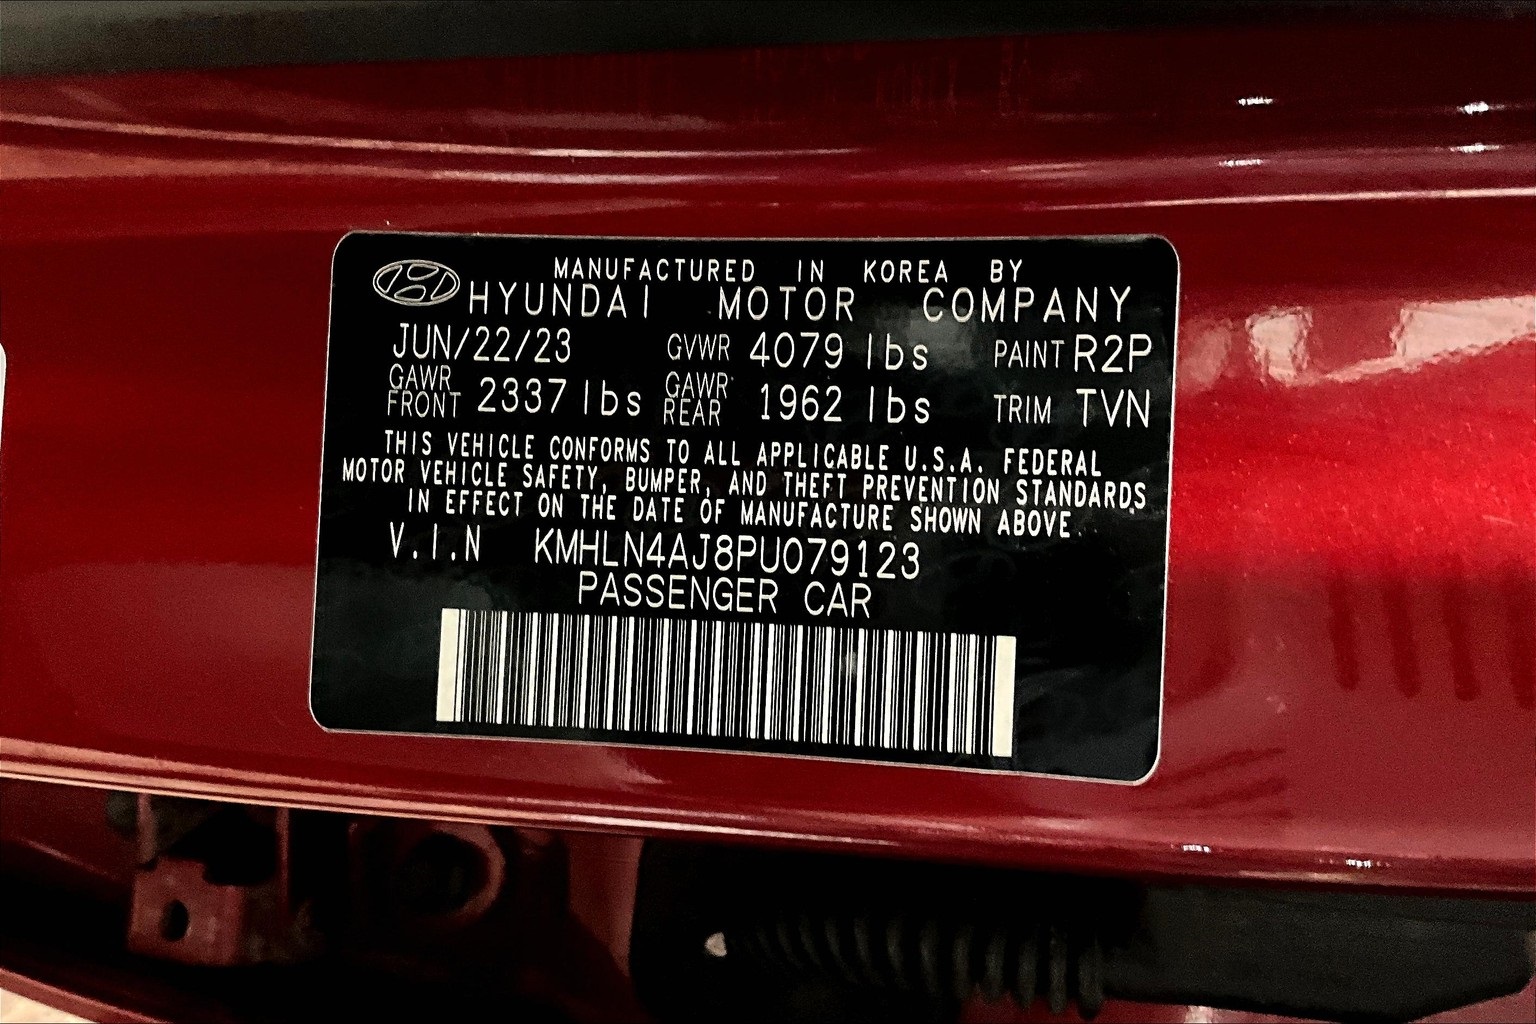 MANUFACTURED IN KOREA BY
HYUNDAI MOTOR COMPANY
JUN/22/23 GVWR 4079 lbs PAINT R2P
GAWR FRONT 2337 lbs GAWR REAR 1962 lbs TRIM TVN
THIS VEHICLE CONFORMS TO ALL APPLICABLE U.S.A. FEDERAL
MOTOR VEHICLE SAFETY, BUMPER, AND THEFT PREVENTION STANDARDS
IN EFFECT ON THE DATE OF MANUFACTURE SHOWN ABOVE.
V.I.N KMHLN4AJ8PU079123
PASSENGER CAR